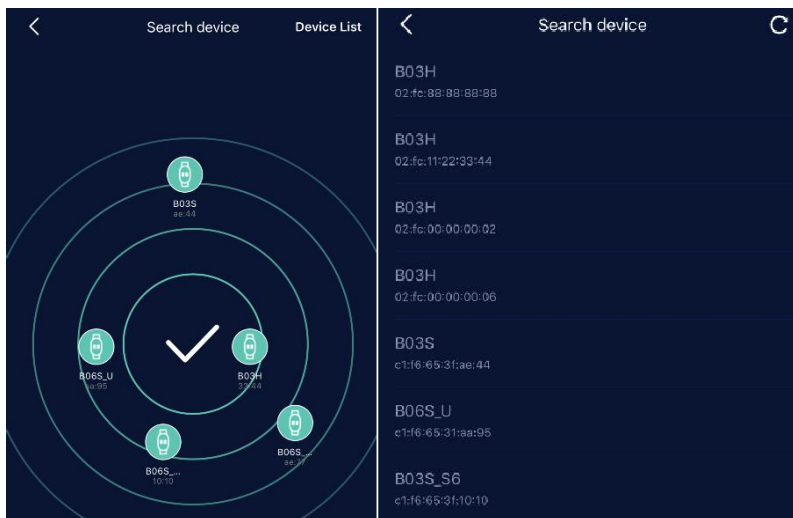 Search device
Device List
B03S
ae:44
B06S_U
aa:95
B03H
33:44
B06S_...
10:10
B06S_...
ae:77
Search device
B03H
02:fc:88:88:88:88
B03H
02:fc:11:22:33:44
B03H
02:fc:00:00:00:02
B03H
02:fc:00:00:00:06
B03S
c1:f6:65:3f:ae:44
B06S_U
c1:f6:65:31:aa:95
B03S_S6
c1:f6:65:3f:10:10